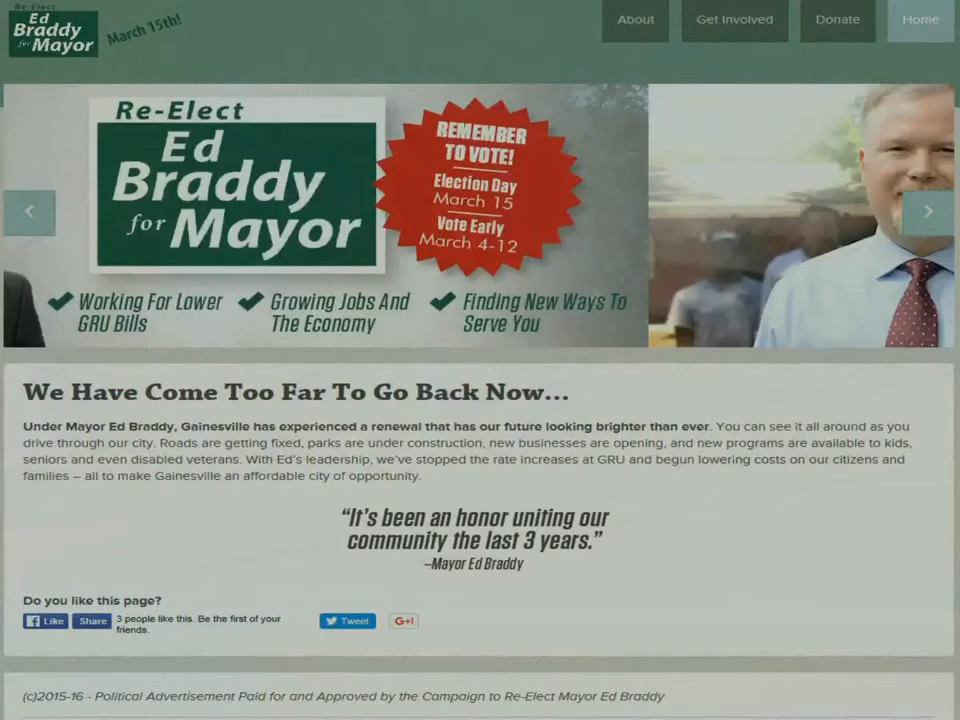 Re-Elect
Ed
Braddy
for Mayor
March 15th!
About
Get Involved
Donate
Home
Re-Elect
Ed
Braddy
for Mayor
REMEMBER
TO VOTE!
Election Day
March 15
Vote Early
March 4-12
Working For Lower
GRU Bills
Growing Jobs And
The Economy
Finding New Ways To
Serve You
We Have Come Too Far To Go Back Now...
Under Mayor Ed Braddy, Gainesville has experienced a renewal that has our future looking brighter than ever. You can see it all around as you
drive through our city. Roads are getting fixed, parks are under construction, new businesses are opening, and new programs are available to kids,
seniors and even disabled veterans. With Ed's leadership, we've stopped the rate increases at GRU and begun lowering costs on our citizens and
families – all to make Gainesville an affordable city of opportunity.
“It's been an honor uniting our
community the last 3 years.”
–Mayor Ed Braddy
Do you like this page?
Like
Share
3 people like this. Be the first of your
friends.
Tweet
G+1
(c)2015-16 - Political Advertisement Paid for and Approved by the Campaign to Re-Elect Mayor Ed Braddy